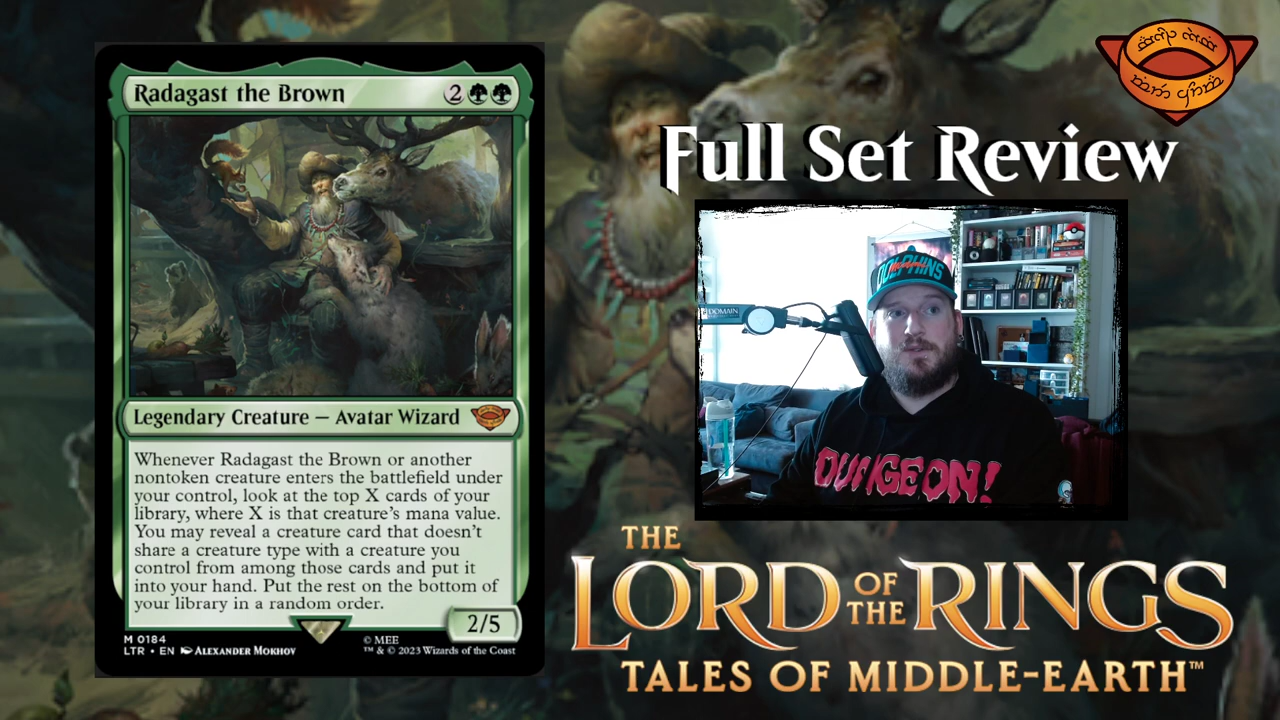 Radagast the Brown 2
Legendary Creature — Avatar Wizard
Whenever Radagast the Brown or another
nontoken creature enters the battlefield under
your control, look at the top X cards of your
library, where X is that creature's mana value.
You may reveal a creature card that doesn't
share a creature type with a creature you
control from among those cards and put it
into your hand. Put the rest on the bottom of
your library in a random order.
2/5
M 0184
LTR • EN ALEXANDER MOKHOV
© MEE
™ & © 2023 Wizards of the Coast
Full Set Review
DOLPHINS
DOMAIN
DUNGEON!
THE
LORD OF THE RINGS
TALES OF MIDDLE-EARTH™